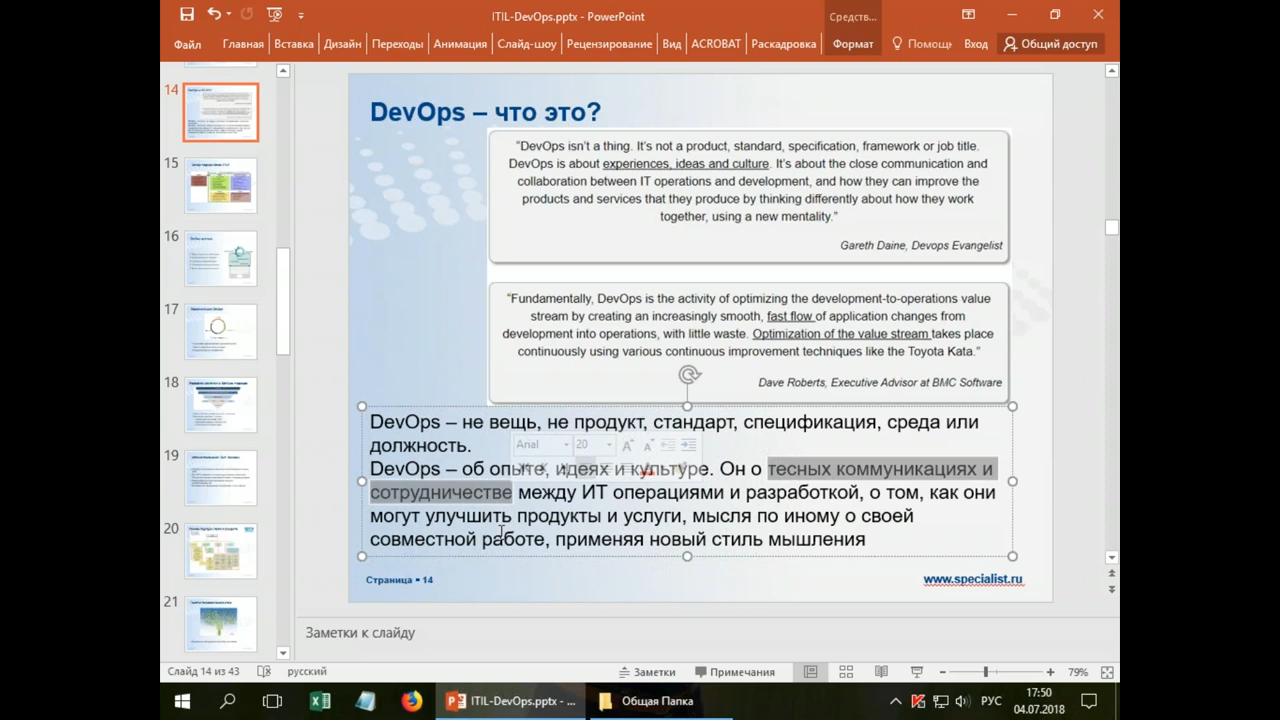 ITIL-DevOps.pptx - PowerPoint
Средств...
Файл
Главная
Вставка
Дизайн
Переходы
Анимация
Слайд-шоу
Рецензирование
Вид
ACROBAT
Раскадровка
Формат
Помощь
Вход
Общий доступ
14
15
16
17
18
19
20
21
DevOps – что это?
"DevOps isn't a thing. It's not a product, standard, specification, framework or job title.
DevOps is about experiences, ideas and culture. It's about the close communication and
collaboration between IT operations and development, and how they can improve the
products and services that they produce by thinking differently about how they work
together, using a new mentality."
Gareth Daine, Devops Evangelist
"Fundamentally, DevOps is the activity of optimizing the development-to-operations value
stream by creating an increasingly smooth, fast flow of application changes from
development into operations with little waste. Optimization of the value stream takes place
continuously using various continuous improvement techniques like the Toyota Kata."
Dave Roberts, Executive Advisor at BMC Software
DevOps – не вещь, не продукт, стандарт, спецификация, среда или
должность.
Arial 20
DevOps – об опыте, идеях и культуре. Он о тесных коммуникациях и
сотрудничестве между ИТ операциями и разработкой, о том, как они
могут улучшить продукты и услуги, мысля по иному о своей
совместной работе, применяя новый стиль мышления
Страница 14
www.specialist.ru
Заметки к слайду
Слайд 14 из 43
русский
Заметки
Примечания
79%
ITIL-DevOps.pptx - ...
Общая Папка
РУС
17:50
04.07.2018